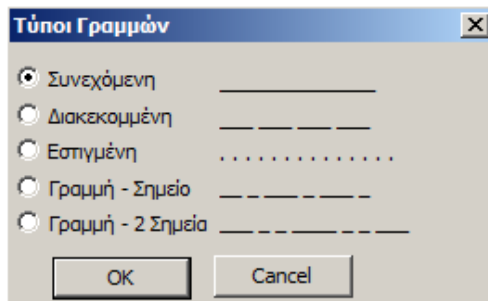 Τύποι Γραμμών
Συνεχόμενη
Διακεκομμένη
Εστιγμένη
Γραμμή - Σημείο
Γραμμή - 2 Σημεία
OK Cancel